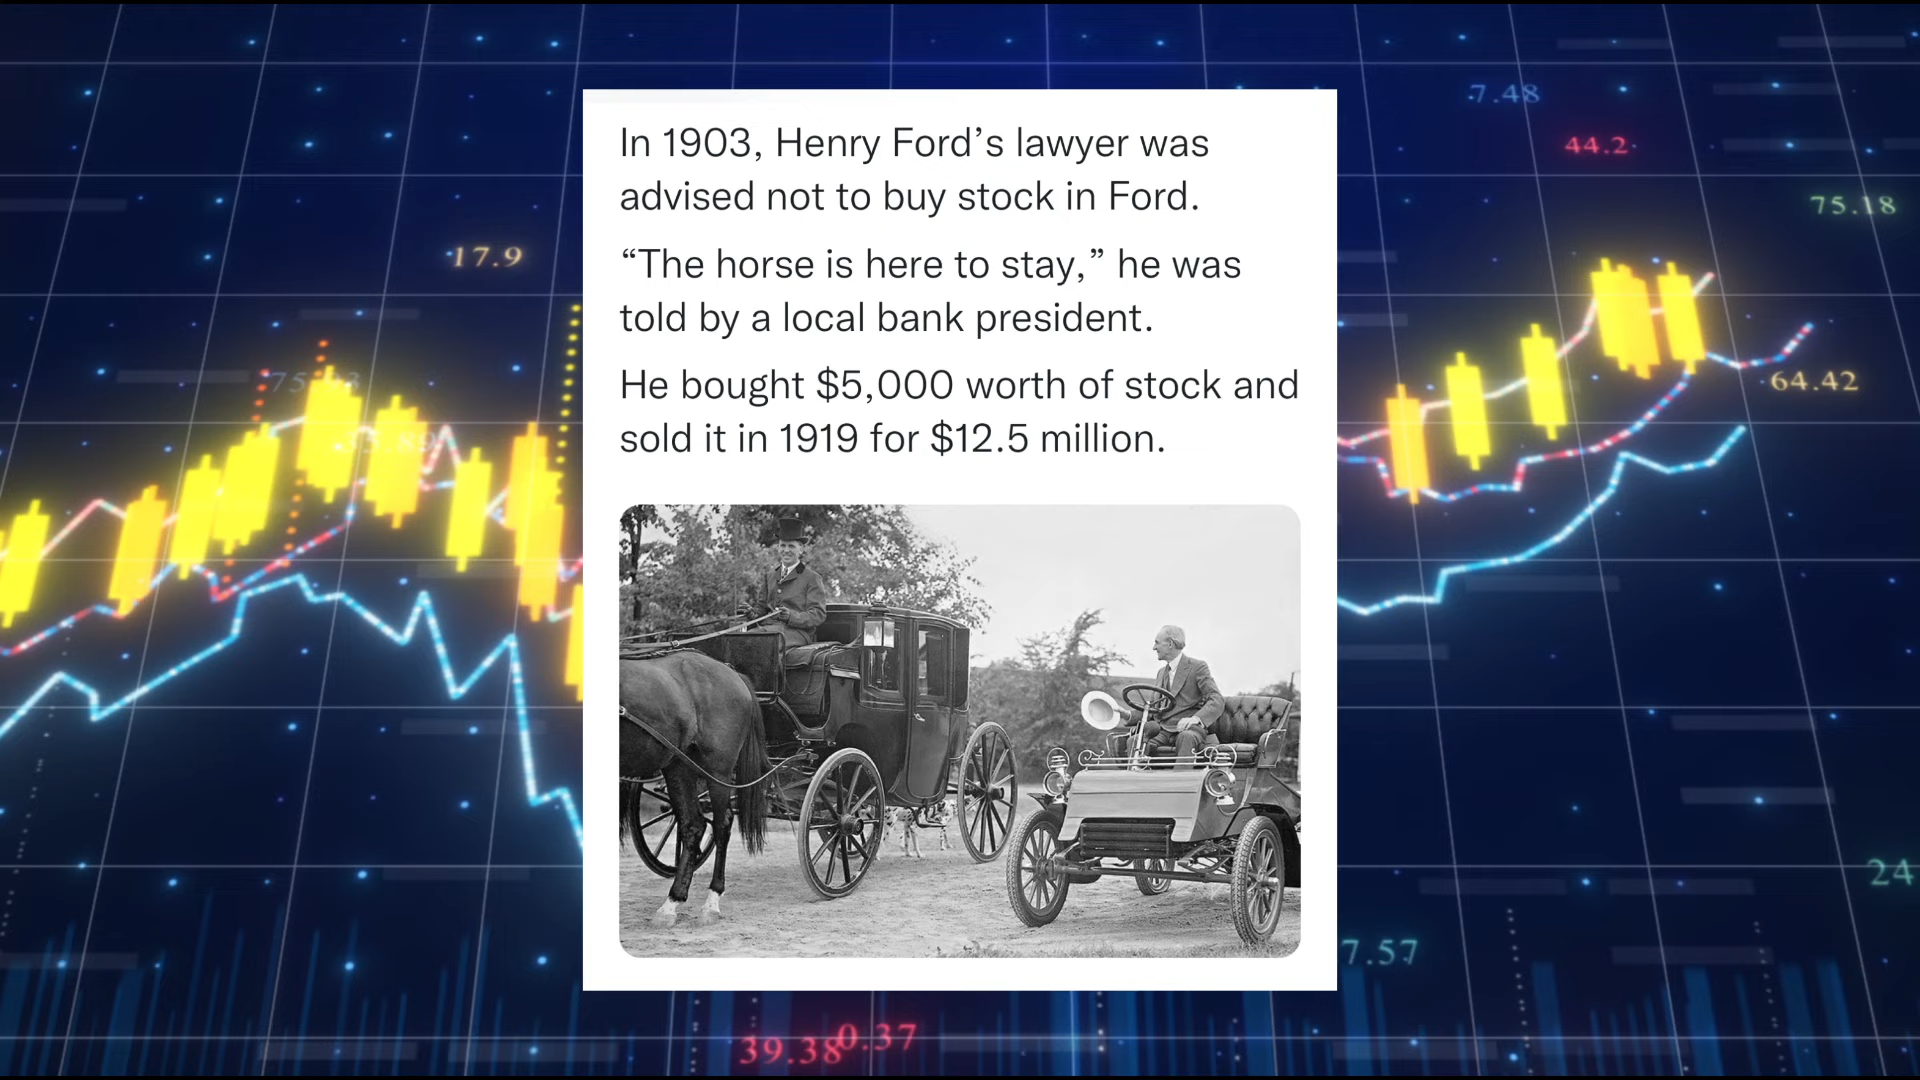 7.48
44.2
75.18
17.9
In 1903, Henry Ford’s lawyer was
advised not to buy stock in Ford.
“The horse is here to stay,” he was
told by a local bank president.
He bought $5,000 worth of stock and
sold it in 1919 for $12.5 million.
64.42
24
7.57
39.38
0.37